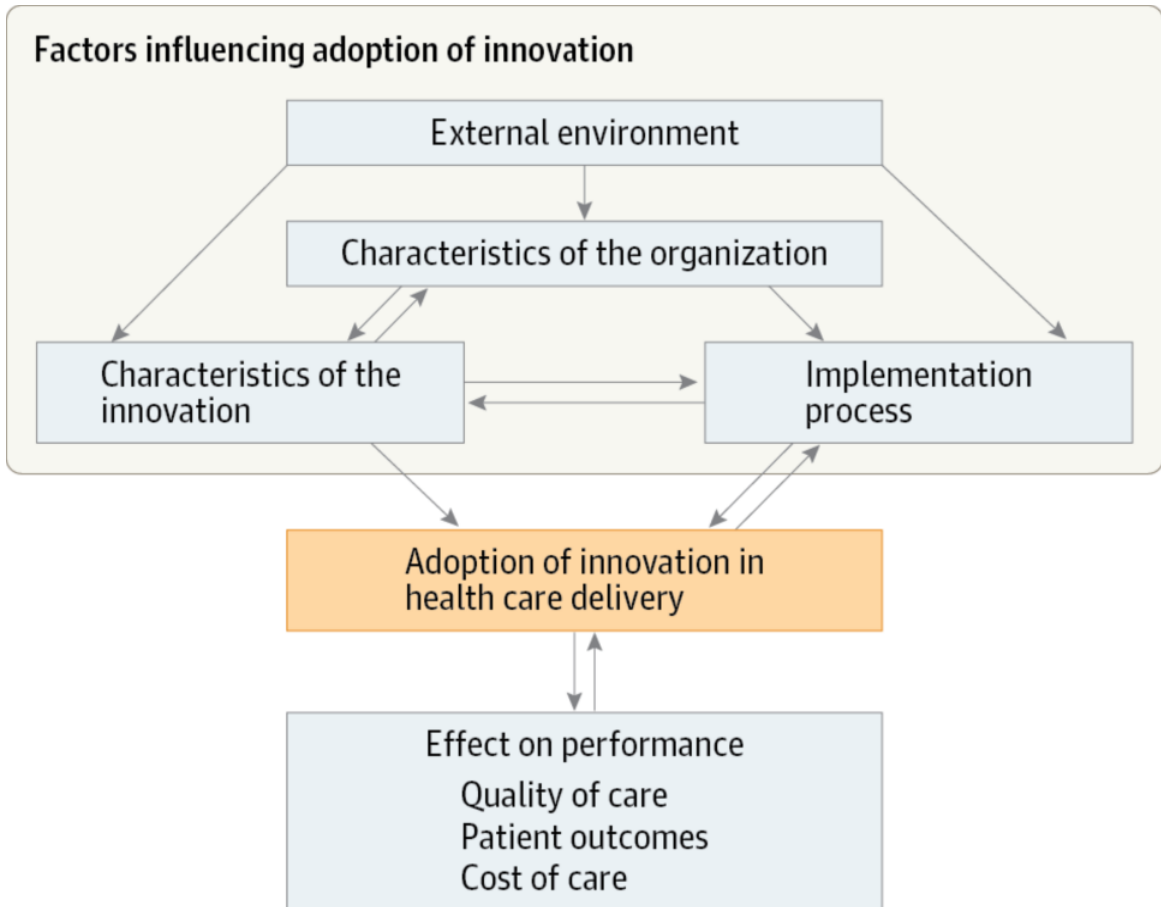 Factors influencing adoption of innovation
External environment
Characteristics of the organization
Characteristics of the
innovation
Implementation
process
Adoption of innovation in
health care delivery
Effect on performance
Quality of care
Patient outcomes
Cost of care